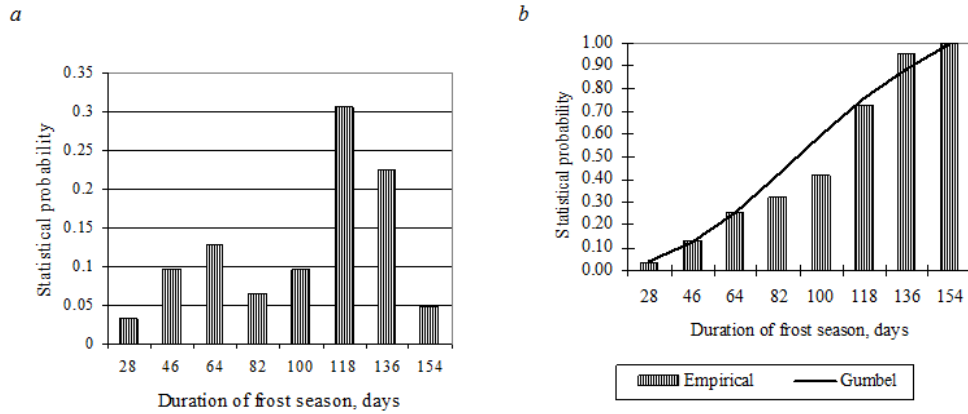 a
0.35
0.3
0.25
0.2
0.15
0.1
0.05
0
Statistical probability
28 46 64 82 100 118 136 154
Duration of frost season, days
b
1.00
0.90
0.80
0.70
0.60
0.50
0.40
0.30
0.20
0.10
0.00
Statistical probability
28 46 64 82 100 118 136 154
Duration of frost season, days
Empirical Gumbel